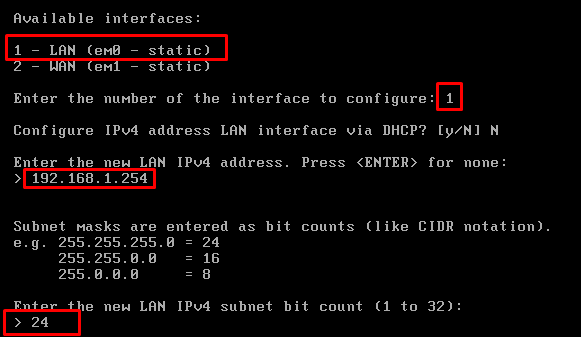 Available interfaces:
1 - LAN (em0 - static)
2 - WAN (em1 - static)
Enter the number of the interface to configure: 1
Configure IPv4 address LAN interface via DHCP? [y/N] N
Enter the new LAN IPv4 address. Press <ENTER> for none:
> 192.168.1.254
Subnet masks are entered as bit counts (like CIDR notation).
e.g. 255.255.255.0 = 24
255.255.0.0 = 16
255.0.0.0 = 8
Enter the new LAN IPv4 subnet bit count (1 to 32):
> 24